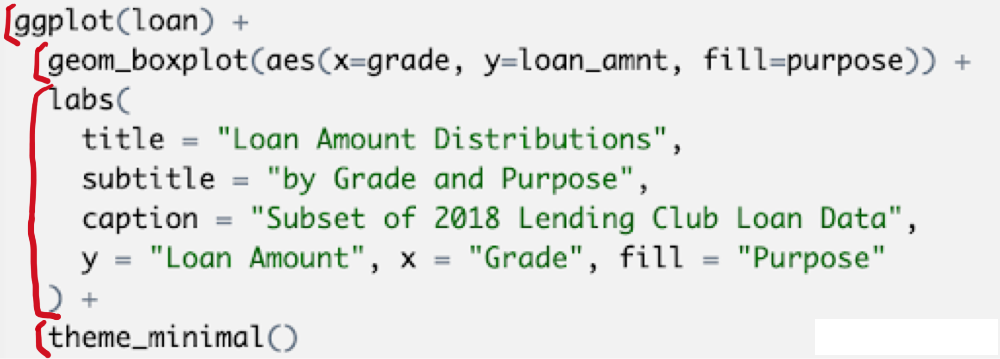 ggplot(loan) +
geom_boxplot(aes(x=grade, y=loan_amnt, fill=purpose)) +
labs(
title = "Loan Amount Distributions",
subtitle = "by Grade and Purpose",
caption = "Subset of 2018 Lending Club Loan Data",
y = "Loan Amount", x = "Grade", fill = "Purpose"
) +
theme_minimal()